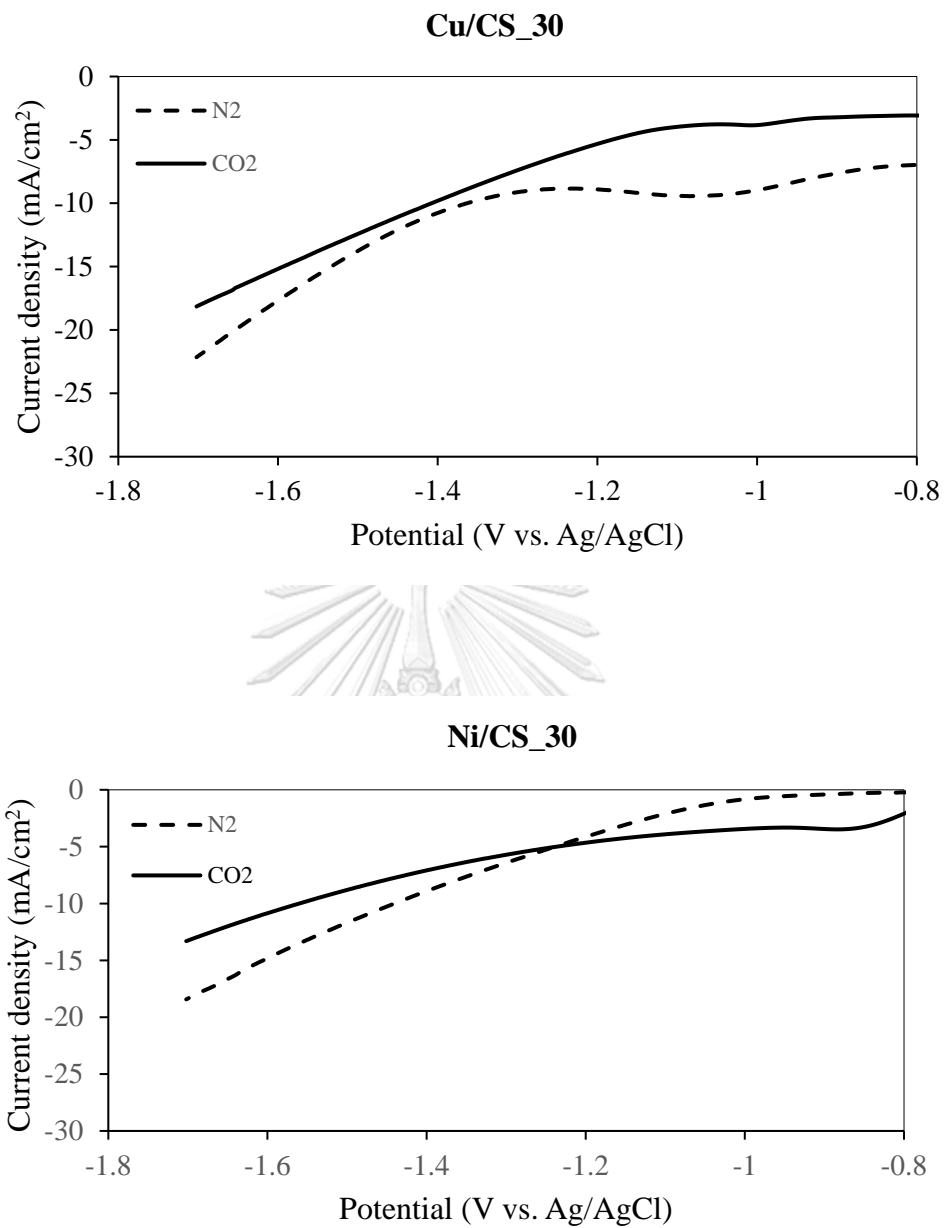 Cu/CS_30
0
-5
-10
-15
-20
-25
-30
N2
CO2
Current density (mA/cm²)
-1.8 -1.6 -1.4 -1.2 -1 -0.8
Potential (V vs. Ag/AgCl)
Ni/CS_30
0
-5
-10
-15
-20
-25
-30
N2
CO2
Current density (mA/cm²)
-1.8 -1.6 -1.4 -1.2 -1 -0.8
Potential (V vs. Ag/AgCl)